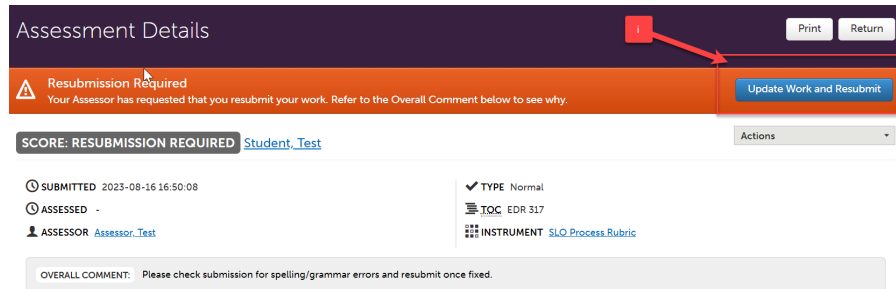 Assessment Details
i
Print
Return
Resubmission Required
Your Assessor has requested that you resubmit your work. Refer to the Overall Comment below to see why.
Update Work and Resubmit
SCORE: RESUBMISSION REQUIRED Student, Test
Actions
SUBMITTED 2023-08-16 16:50:08
TYPE Normal
ASSESSED -
TOC EDR 317
ASSESSOR Assessor, Test
INSTRUMENT SLO Process Rubric
OVERALL COMMENT: Please check submission for spelling/grammar errors and resubmit once fixed.